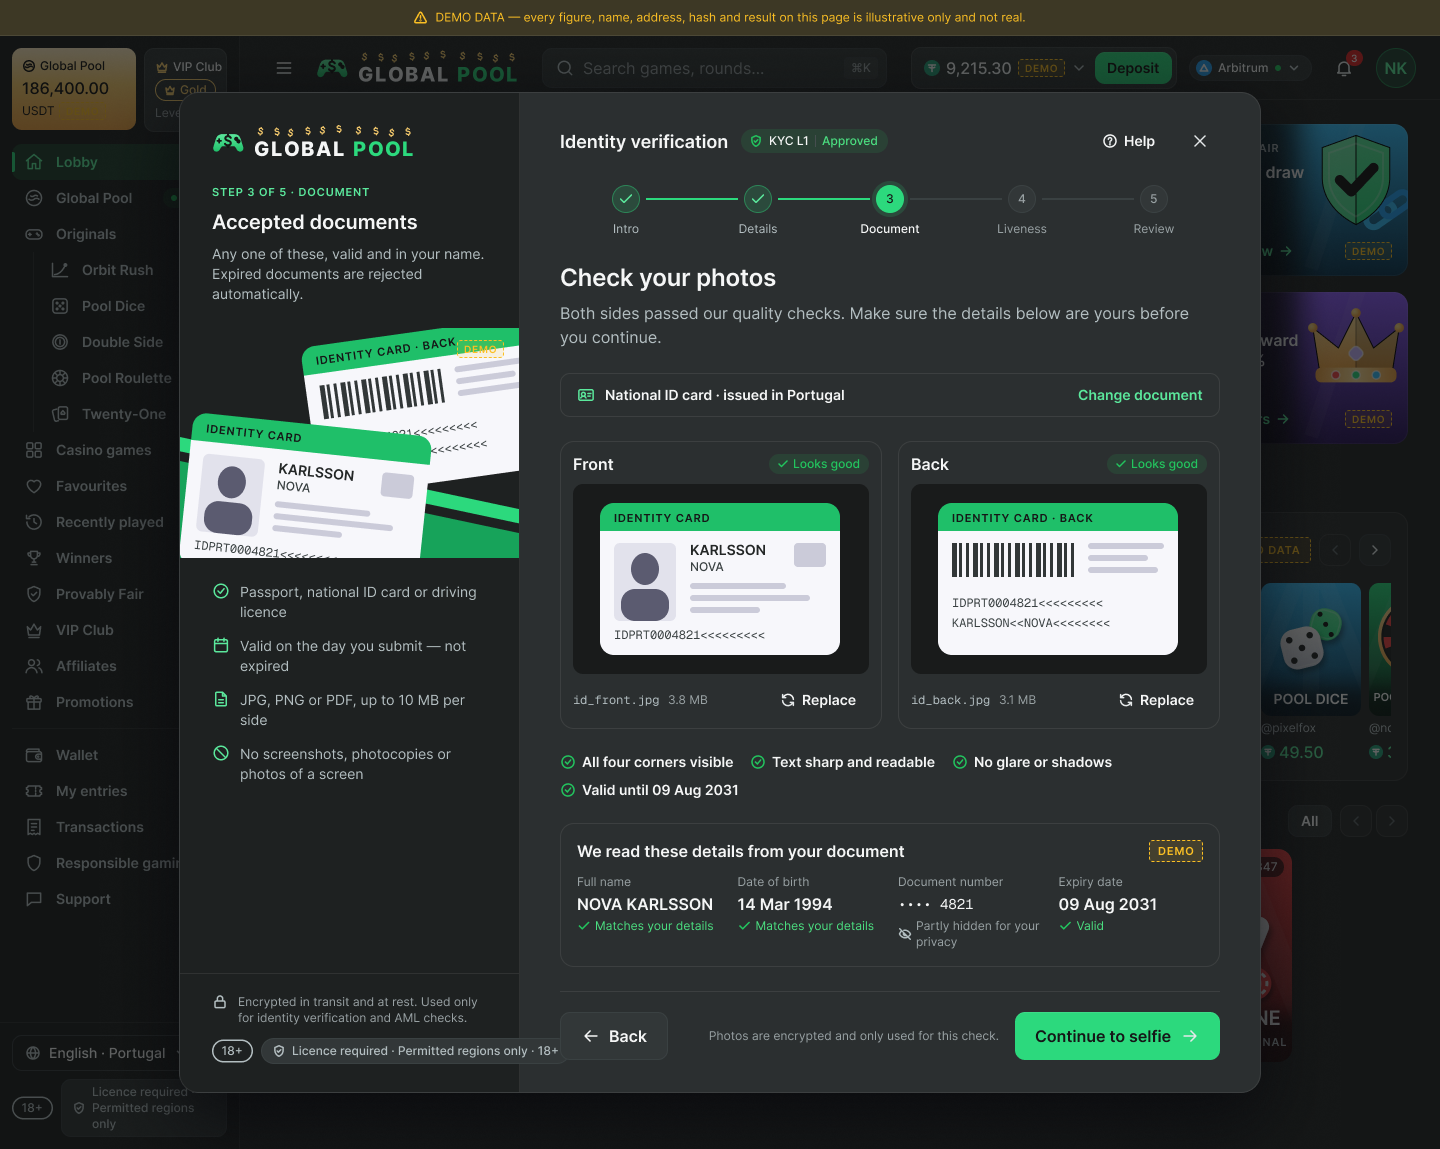 DEMO DATA — every figure, name, address, hash and result on this page is illustrative only and not real.
Global Pool
186,400.00
USDT
VIP Club
Gold
GLOBAL POOL
Search games, rounds...
⌘K
9,215.30 DEMO
Deposit
Arbitrum
3
NK
Lobby
Global Pool
Originals
Orbit Rush
Pool Dice
Double Side
Pool Roulette
Twenty-One
Casino games
Favourites
Recently played
Winners
Provably Fair
VIP Club
Affiliates
Promotions
Wallet
My entries
Transactions
Responsible gamin
Support
English · Portugal
18+
Licence required ·
Permitted regions
only
GLOBAL POOL
STEP 3 OF 5 · DOCUMENT
Accepted documents
Any one of these, valid and in your name.
Expired documents are rejected
automatically.
IDENTITY CARD · BACK
DEMO
IDENTITY CARD
KARLSSON
NOVA
IDPRT0004821<<<<<<<<<
Passport, national ID card or driving
licence
Valid on the day you submit — not
expired
JPG, PNG or PDF, up to 10 MB per
side
No screenshots, photocopies or
photos of a screen
Encrypted in transit and at rest. Used only
for identity verification and AML checks.
18+
Licence required · Permitted regions only · 18+
Identity verification
KYC L1 Approved
Help
3
4
5
Intro
Details
Document
Liveness
Review
Check your photos
Both sides passed our quality checks. Make sure the details below are yours before
you continue.
National ID card · issued in Portugal
Change document
Front
Looks good
IDENTITY CARD
KARLSSON
NOVA
IDPRT0004821<<<<<<<<<
id_front.jpg 3.8 MB
Replace
Back
Looks good
IDENTITY CARD · BACK
IDPRT0004821<<<<<<<<<
KARLSSON<<NOVA<<<<<<<<
id_back.jpg 3.1 MB
Replace
All four corners visible
Text sharp and readable
No glare or shadows
Valid until 09 Aug 2031
We read these details from your document
DEMO
Full name
NOVA KARLSSON
Matches your details
Date of birth
14 Mar 1994
Matches your details
Document number
•••• 4821
Partly hidden for your
privacy
Expiry date
09 Aug 2031
Valid
Back
Photos are encrypted and only used for this check.
Continue to selfie
AIR
draw
DEMO
ward
DEMO
DATA
POOL DICE
@pixelfox
49.50
All